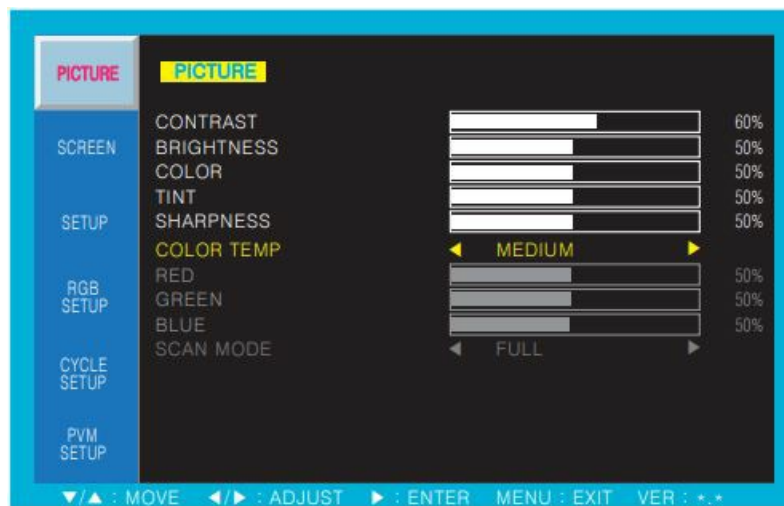 PICTURE
PICTURE
CONTRAST 60%
BRIGHTNESS 50%
SCREEN
COLOR 50%
TINT 50%
SETUP
SHARPNESS 50%
COLOR TEMP ◀ MEDIUM ▶
RED 50%
RGB
SETUP
GREEN 50%
BLUE 50%
SCAN MODE ◀ FULL ▶
CYCLE
SETUP
PVM
SETUP
▼/▲ : MOVE ◀/▶ : ADJUST ▶ : ENTER MENU : EXIT VER : *.*